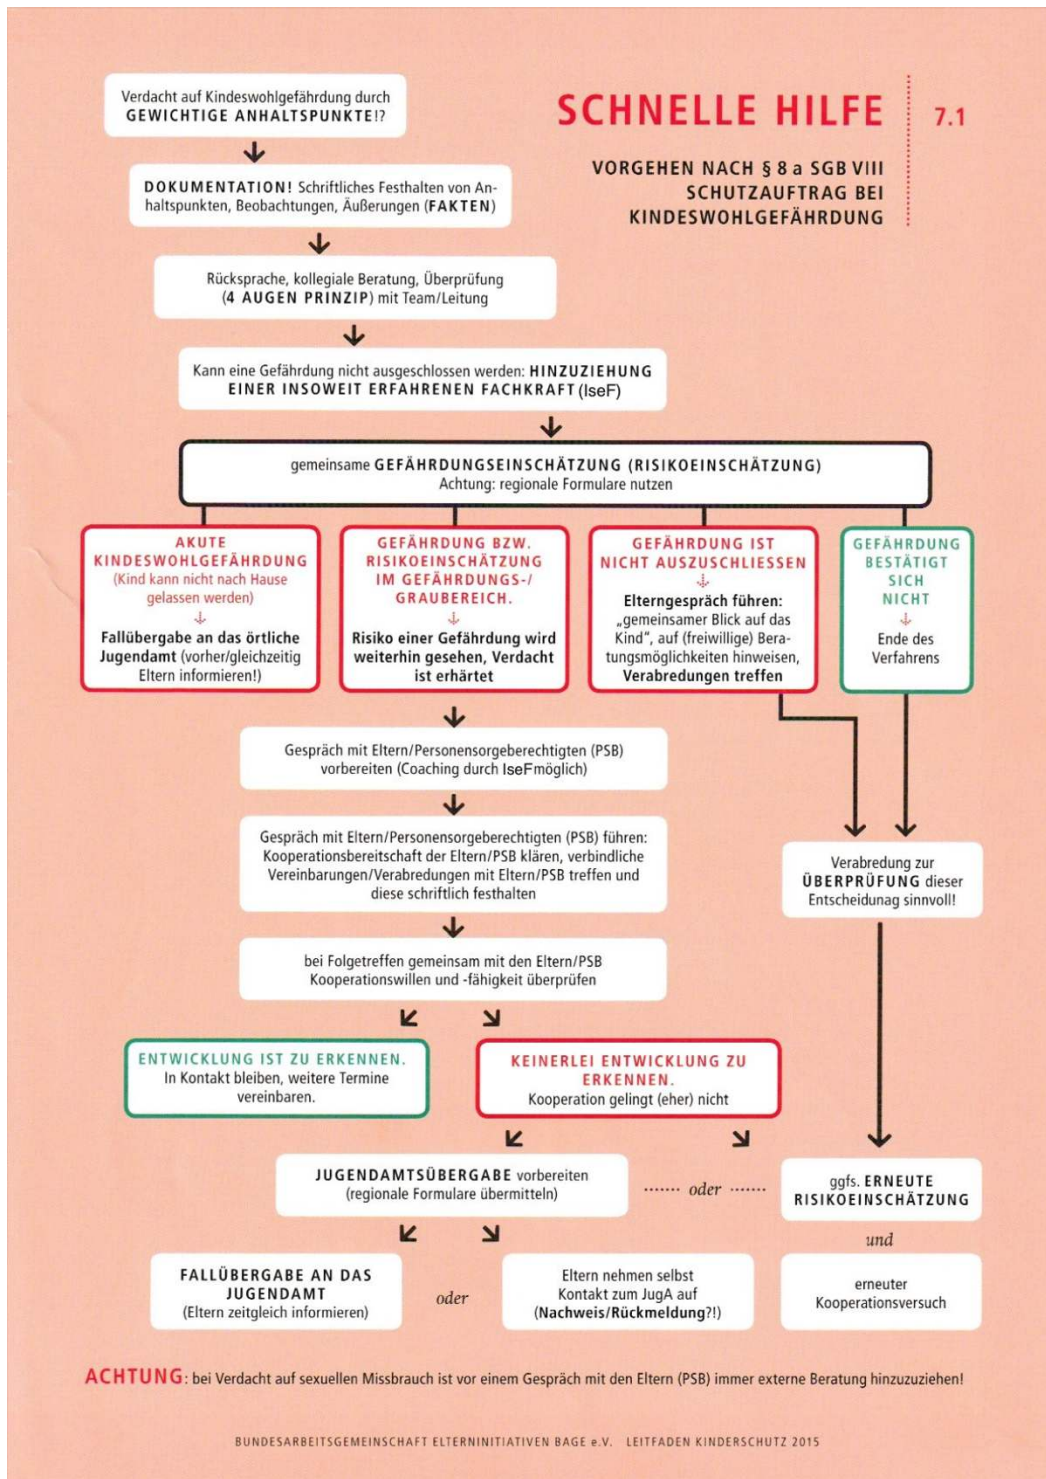 SCHNELLE HILFE
7.1
VORGEHEN NACH § 8 a SGB VIII
SCHUTZAUFTRAG BEI
KINDESWOHLGEFÄHRDUNG
Verdacht auf Kindeswohlgefährdung durch
GEWICHTIGE ANHALTSPUNKTE!?
DOKUMENTATION! Schriftliches Festhalten von An-
haltspunkten, Beobachtungen, Äußerungen (FAKTEN)
Rücksprache, kollegiale Beratung, Überprüfung
(4 AUGEN PRINZIP) mit Team/Leitung
Kann eine Gefährdung nicht ausgeschlossen werden: HINZUZIEHUNG
EINER INSOWEIT ERFAHRENEN FACHKRAFT (IseF)
gemeinsame GEFÄHRDUNGSEINSCHÄTZUNG (RISIKOEINSCHÄTZUNG)
Achtung: regionale Formulare nutzen
AKUTE
KINDESWOHLGEFÄHRDUNG
(Kind kann nicht nach Hause
gelassen werden)
Fallübergabe an das örtliche
Jugendamt (vorher/gleichzeitig
Eltern informieren!)
GEFÄHRDUNG BZW.
RISIKOEINSCHÄTZUNG
IM GEFÄHRDUNGS-/
GRAUBEREICH.
Risiko einer Gefährdung wird
weiterhin gesehen, Verdacht
ist erhärtet
GEFÄHRDUNG IST
NICHT AUSZUSCHLIESSEN
Elterngespräch führen:
„gemeinsamer Blick auf das
Kind“, auf (freiwillige) Bera-
tungsmöglichkeiten hinweisen,
Verabredungen treffen
GEFÄHRDUNG
BESTÄTIGT
SICH
NICHT
Ende des
Verfahrens
Gespräch mit Eltern/Personensorgeberechtigten (PSB)
vorbereiten (Coaching durch IseF möglich)
Gespräch mit Eltern/Personensorgeberechtigten (PSB) führen:
Kooperationsbereitschaft der Eltern/PSB klären, verbindliche
Vereinbarungen/Verabredungen mit Eltern/PSB treffen und
diese schriftlich festhalten
Verabredung zur
ÜBERPRÜFUNG dieser
Entscheidunag sinnvoll!
bei Folgetreffen gemeinsam mit den Eltern/PSB
Kooperationswillen und -fähigkeit überprüfen
ENTWICKLUNG IST ZU ERKENNEN.
In Kontakt bleiben, weitere Termine
vereinbaren.
KEINERLEI ENTWICKLUNG ZU
ERKENNEN.
Kooperation gelingt (eher) nicht
JUGENDAMTSÜBERGABE vorbereiten
(regionale Formulare übermitteln)
oder
ggfs. ERNEUTE
RISIKOEINSCHÄTZUNG
und
FALLÜBERGABE AN DAS
JUGENDAMT
(Eltern zeitgleich informieren)
oder
Eltern nehmen selbst
Kontakt zum JugA auf
(Nachweis/Rückmeldung?!)
erneuter
Kooperationsversuch
ACHTUNG: bei Verdacht auf sexuellen Missbrauch ist vor einem Gespräch mit den Eltern (PSB) immer externe Beratung hinzuzuziehen!
BUNDESARBEITSGEMEINSCHAFT ELTERNINITIATIVEN BAGE e.V. LEITFADEN KINDERSCHUTZ 2015